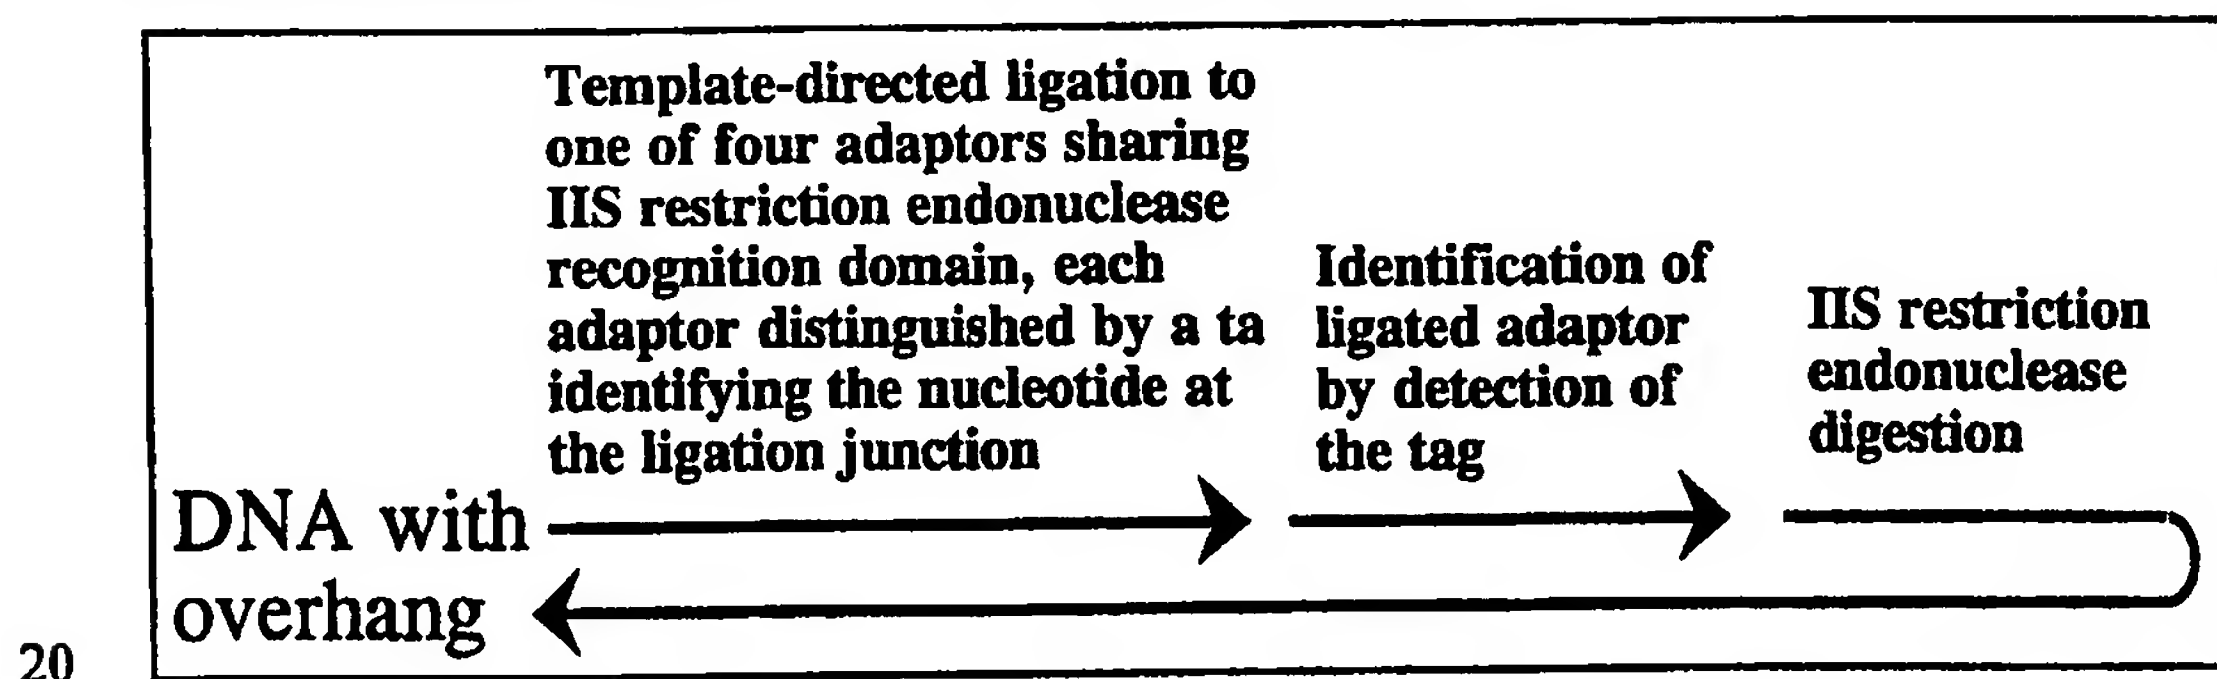 Template-directed ligation to
one of four adaptors sharing
IIS restriction endonuclease
recognition domain, each
adaptor distinguished by a ta
identifying the nucleotide at
the ligation junction
Identification of
ligated adaptor
by detection of
the tag
IIS restriction
endonuclease
digestion
DNA with
overhang
20